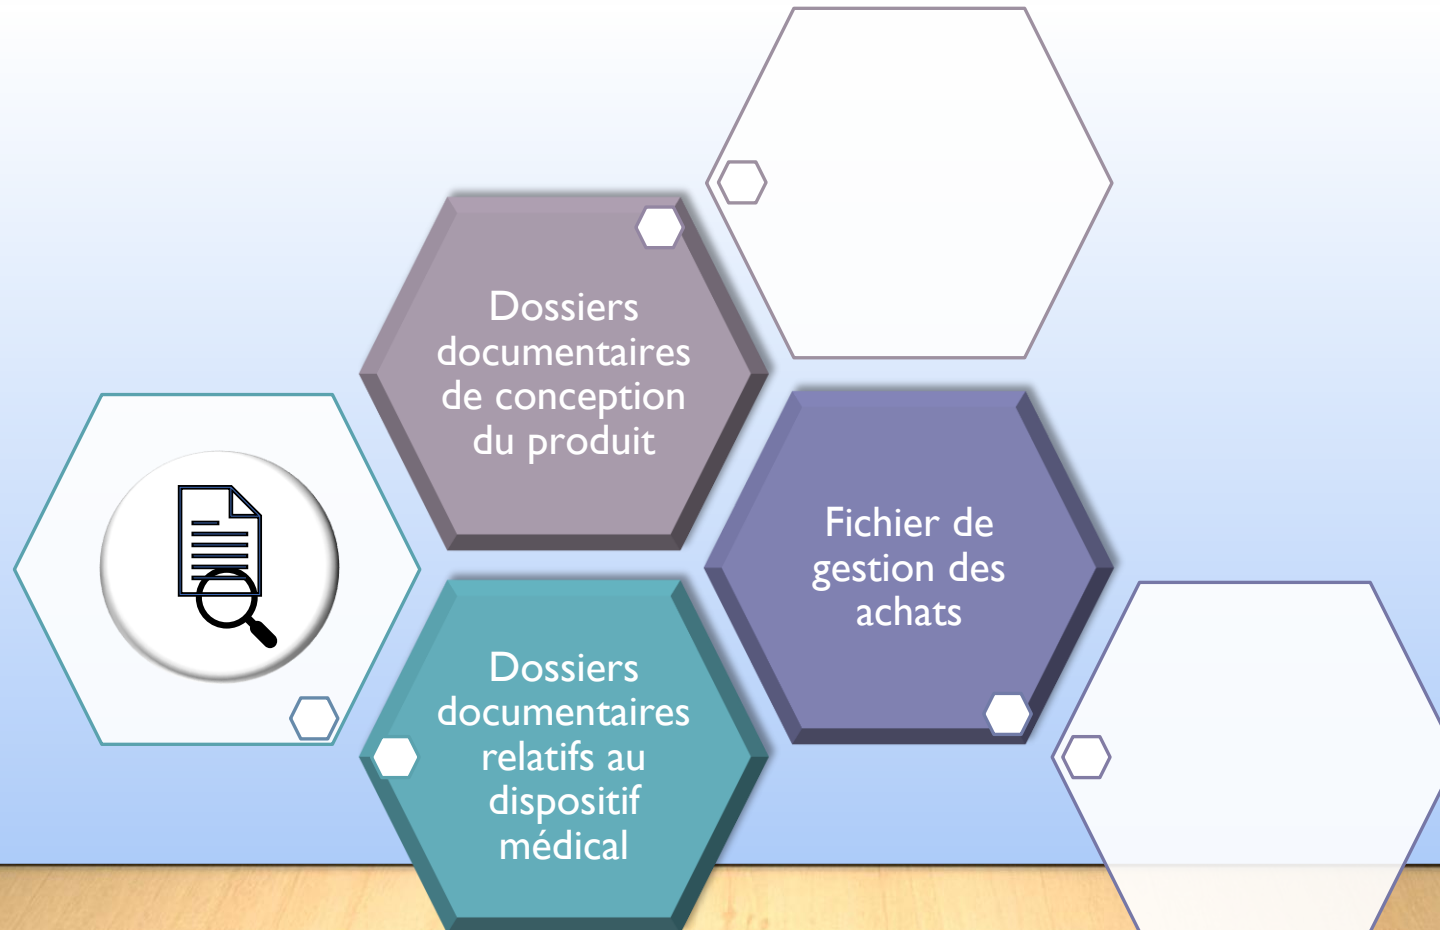 Dossiers
documentaires
de conception
du produit
Fichier de
gestion des
achats
Dossiers
documentaires
relatifs au
dispositif
médical